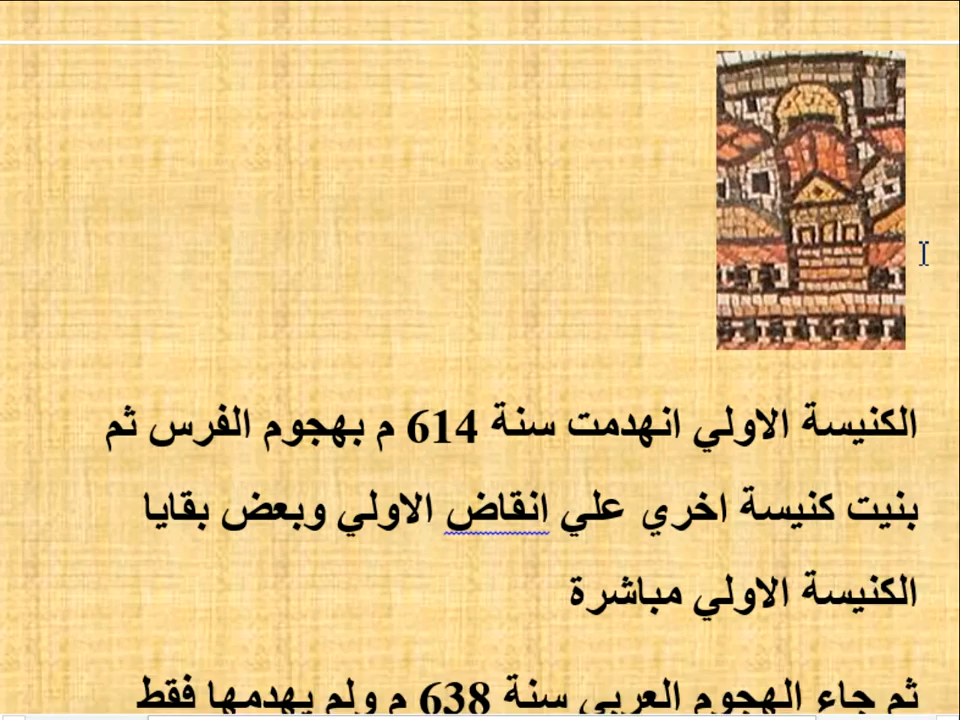 الكنيسة الاولي انهدمت سنة 614 م بهجوم الفرس ثم
بنيت كنيسة اخري علي انقاض الاولي وبعض بقايا
الكنيسة الاولي مباشرة
ثم جاء الهجوم العربي سنة 638 م ولم يهدمها فقط